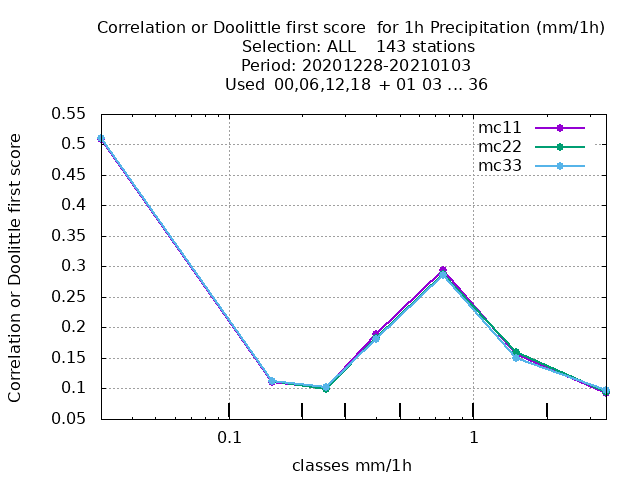 Correlation or Doolittle first score  for 1h Precipitation (mm/1h)
Selection: ALL    143 stations
Period: 20201228-20210103
Used  00,06,12,18  + 01 03 ... 36
mc11
mc22
mc33
Correlation or Doolittle first score
0.55
0.5
0.45
0.4
0.35
0.3
0.25
0.2
0.15
0.1
0.05
0.1
1
classes mm/1h